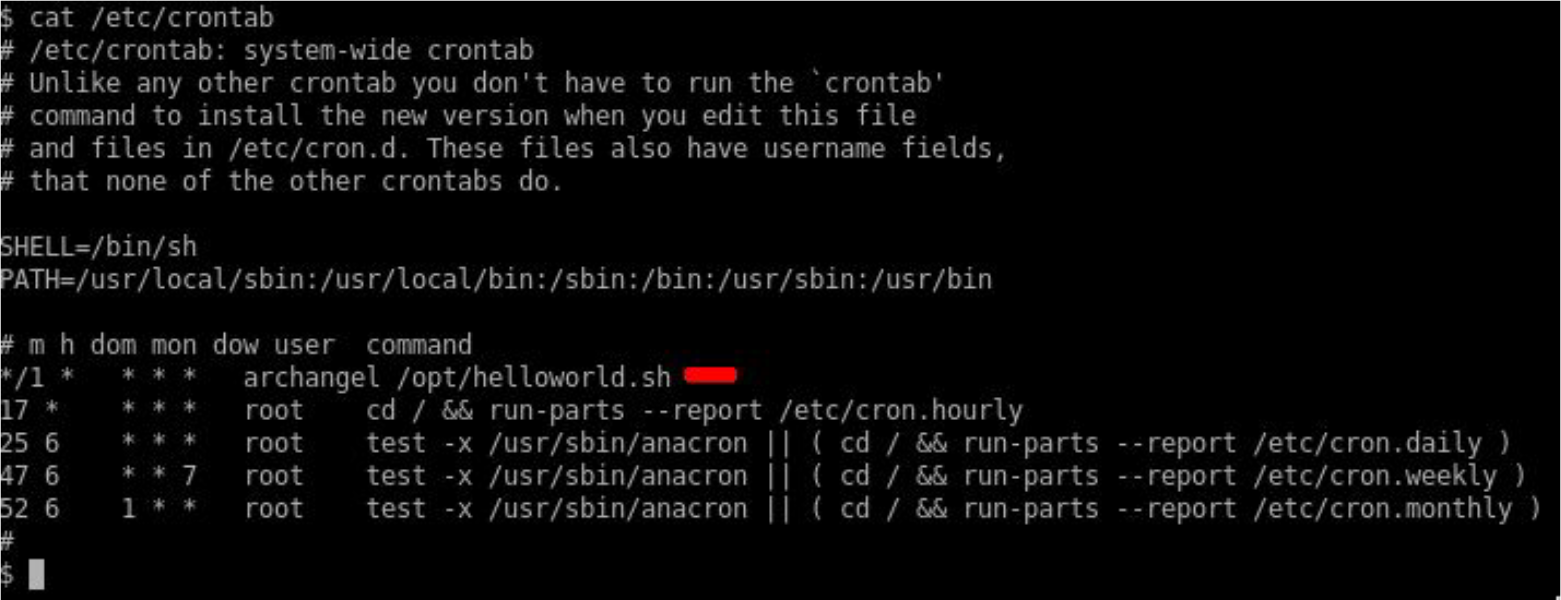 $ cat /etc/crontab
# /etc/crontab: system-wide crontab
# Unlike any other crontab you don't have to run the `crontab'
# command to install the new version when you edit this file
# and files in /etc/cron.d. These files also have username fields,
# that none of the other crontabs do.

SHELL=/bin/sh
PATH=/usr/local/sbin:/usr/local/bin:/sbin:/bin:/usr/sbin:/usr/bin

# m h dom mon dow user  command
*/1 *   * * *   archangel /opt/helloworld.sh
17 *    * * *   root    cd / && run-parts --report /etc/cron.hourly
25 6    * * *   root    test -x /usr/sbin/anacron || ( cd / && run-parts --report /etc/cron.daily )
47 6    * * 7   root    test -x /usr/sbin/anacron || ( cd / && run-parts --report /etc/cron.weekly )
52 6    1 * *   root    test -x /usr/sbin/anacron || ( cd / && run-parts --report /etc/cron.monthly )
#
$